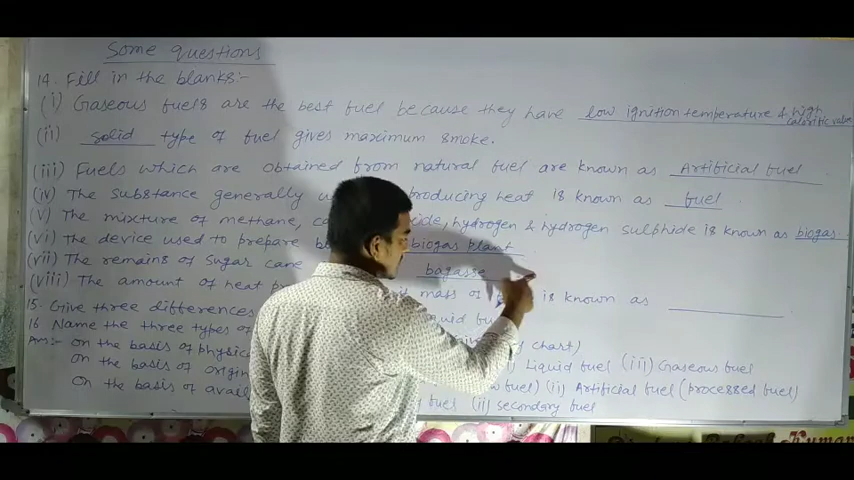 Some questions
14. Fill in the blanks:-
(i) Gaseous fuels are the best fuel because they have low ignition temperature & high calorific value
(ii) solid type of fuel gives maximum smoke.
(iii) Fuels which are obtained from natural fuel are known as Artificial fuel
(iv) The substance generally producing heat is known as fuel
(v) The mixture of methane, hydrogen & hydrogen sulphide is known as biogas
(vi) The device used to prepare biogas plant
(vii) The remains of sugar cane bagasse
(viii) The amount of heat mass of is known as
15. Give three differences liquid
16 Name the three types of chart)
Ans:- on the basis of physical Liquid fuel (iii) Gaseous fuel
on the basis of origin fuel) (ii) Artificial fuel (processed fuel)
on the basis of fuel (ii) secondary fuel